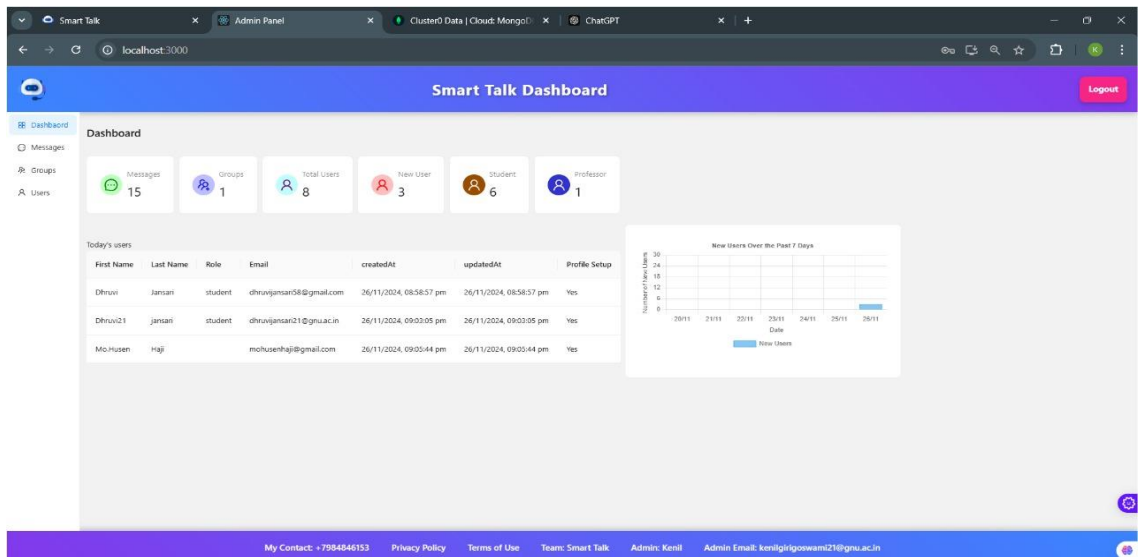 Smart Talk
Admin Panel
Cluster0 Data | Cloud: MongoD
ChatGPT
localhost:3000
K
Smart Talk Dashboard
Logout
Dashbaord
Messages
Groups
Users
Dashboard
Messages 15
Groups 1
Total Users 8
New User 3
Student 6
Professor 1
Today's users
First Name Last Name Role Email createdAt updatedAt Profile Setup
Dhruvi Jansari student dhruvijansari58@gmail.com 26/11/2024, 08:58:57 pm 26/11/2024, 08:58:57 pm Yes
Dhruvi21 jansari student dhruvijansari21@gnu.ac.in 26/11/2024, 09:03:05 pm 26/11/2024, 09:03:05 pm Yes
Mo.Husen Haji mohusenhaji@gmail.com 26/11/2024, 09:05:44 pm 26/11/2024, 09:05:44 pm Yes
New Users Over the Past 7 Days
Number of New Users
30
24
18
12
6
0
20/11 21/11 22/11 23/11 24/11 25/11 26/11
Date
New Users
My Contact: +7984846153 Privacy Policy Terms of Use Team: Smart Talk Admin: Kenil Admin Email: kenilgirigoswami21@gnu.ac.in